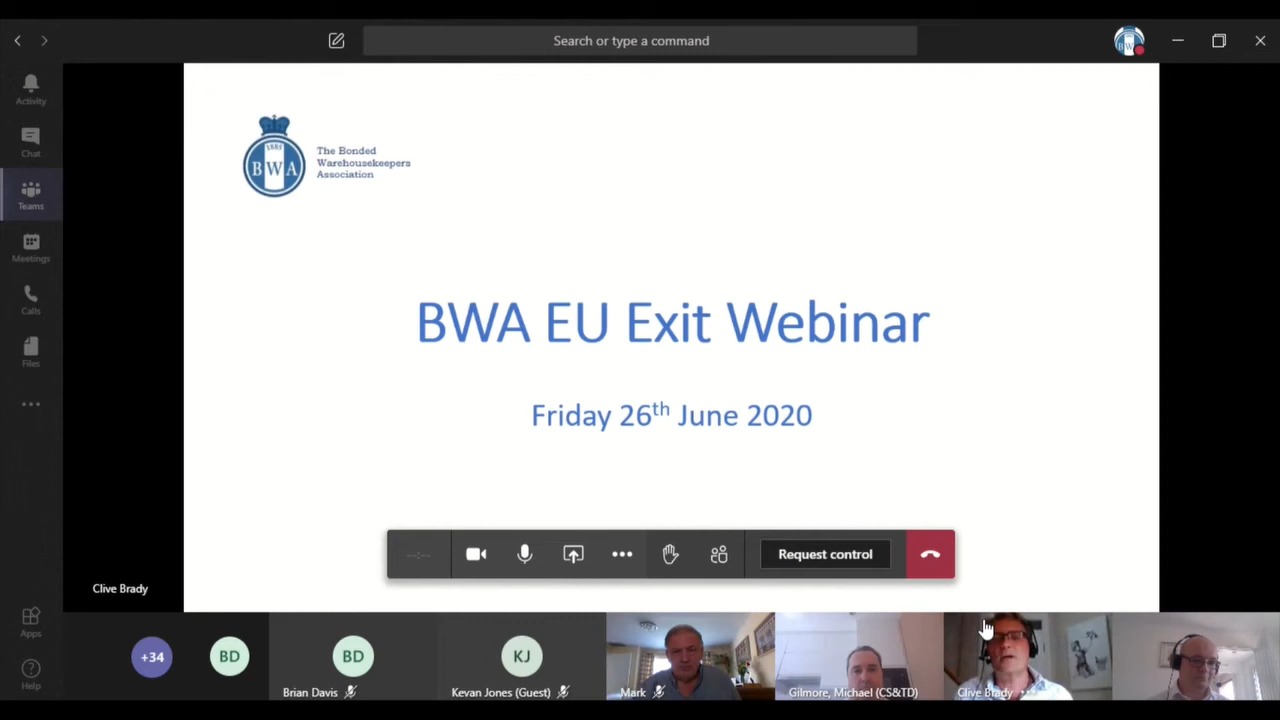 Search or type a command
BWA
Activity
Chat
Teams
Meetings
Calls
Files
Apps
Help
1885
BWA
The Bonded
Warehousekeepers
Association
BWA EU Exit Webinar
Friday 26th June 2020
--:--
Request control
Clive Brady
+34
BD
BD
Brian Davis
KJ
Kevan Jones (Guest)
Mark
Gilmore, Michael (CS&TD)
Clive Brady